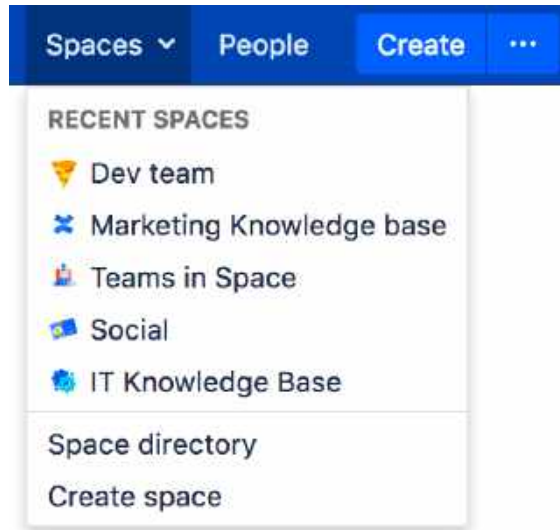 Spaces People Create ...
RECENT SPACES
Dev team
Marketing Knowledge base
Teams in Space
Social
IT Knowledge Base
Space directory
Create space